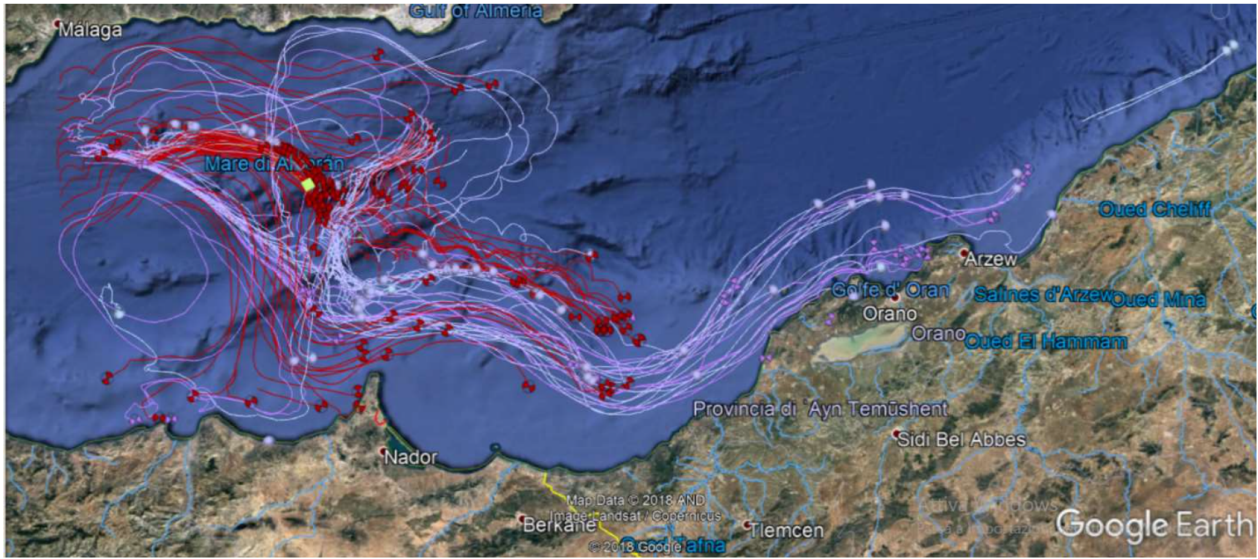 Gulf of Almeria
Málaga
Mare di Alborán
Oued Cheliff
Arzew
Golfe d' Oran
Salines d'Arzew
Oued Mina
Orano
Orano
Oued El Hammam
Provincia di 'Ayn Temūshent
Sidi Bel Abbes
Nador
Map Data © 2018 AND
Image Landsat / Copernicus
Berkane
Tlemcen
© 2018 Google
Tafna
Google Earth